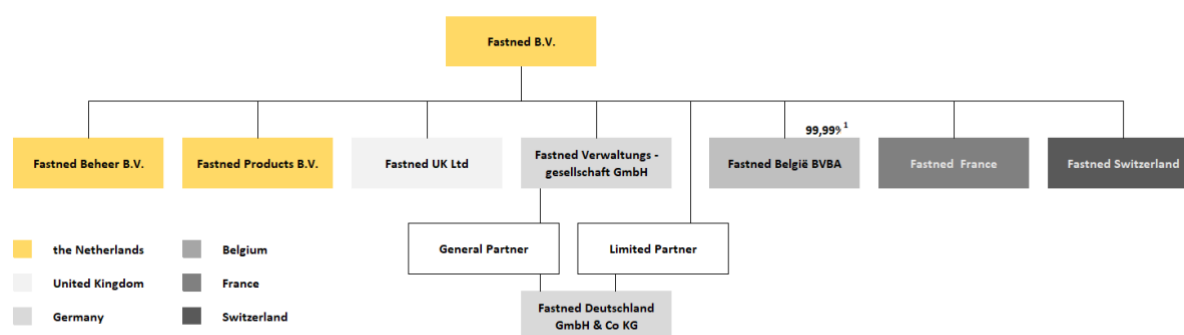 Fastned B.V.
99,99% ¹
Fastned Beheer B.V.
Fastned Products B.V.
Fastned UK Ltd
Fastned Verwaltungs -
gesellschaft GmbH
Fastned België BVBA
Fastned France
Fastned Switzerland
General Partner
Limited Partner
Fastned Deutschland
GmbH & Co KG
the Netherlands
Belgium
United Kingdom
France
Germany
Switzerland